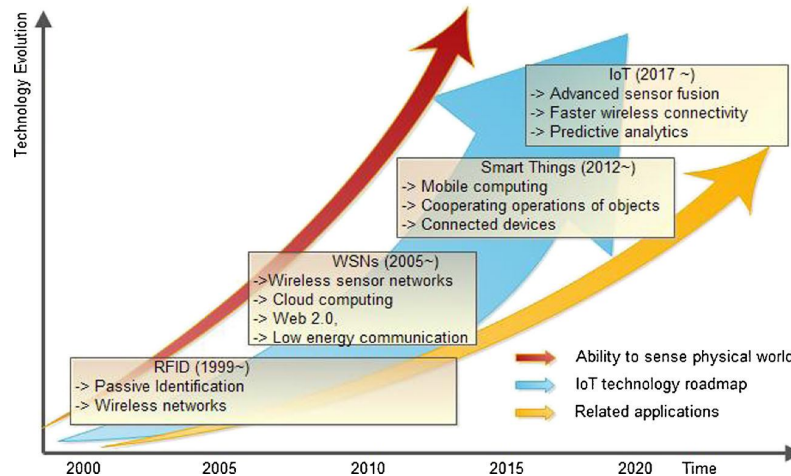 Technology Evolution
IoT (2017 ~)
-> Advanced sensor fusion
-> Faster wireless connectivity
-> Predictive analytics
Smart Things (2012~)
-> Mobile computing
-> Cooperating operations of objects
-> Connected devices
WSNs (2005~)
->Wireless sensor networks
-> Cloud computing
-> Web 2.0,
-> Low energy communication
RFID (1999~)
-> Passive Identification
-> Wireless networks
Ability to sense physical world
IoT technology roadmap
Related applications
2000 2005 2010 2015 2020 Time